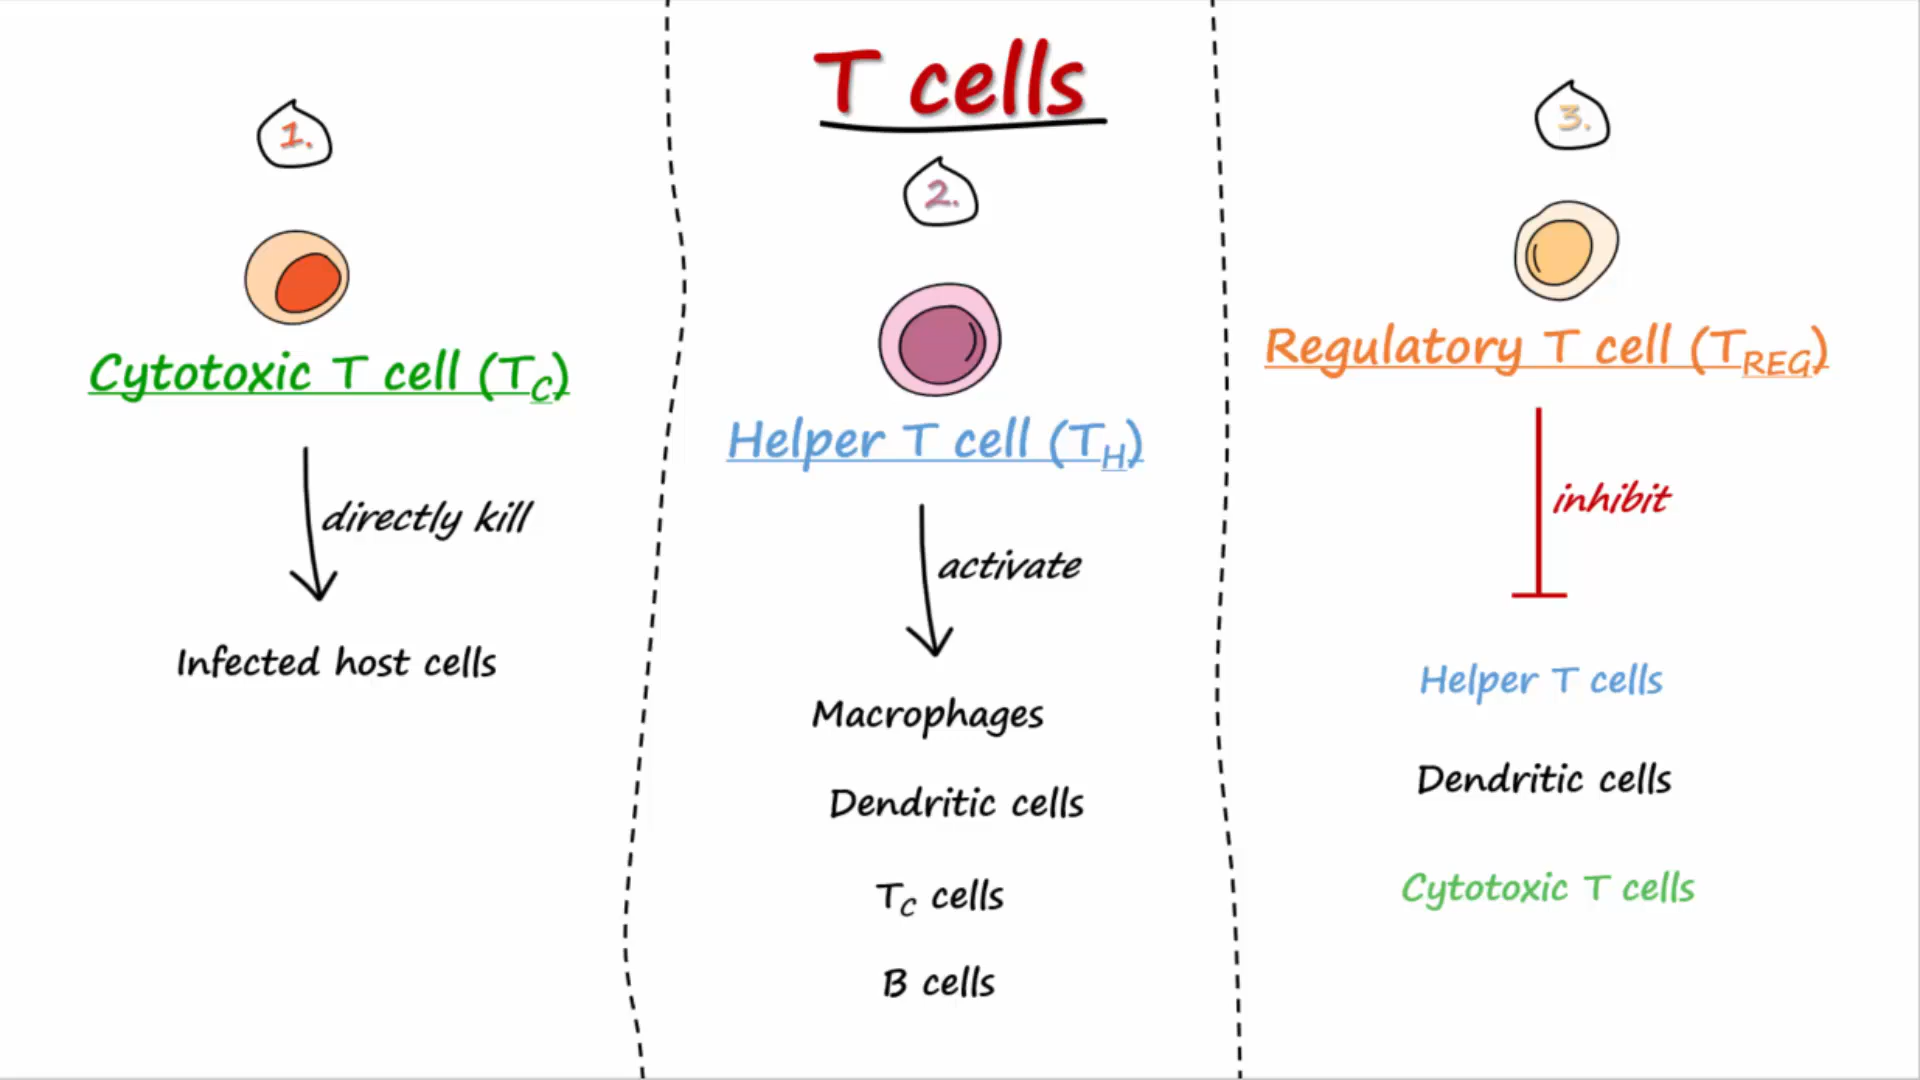 T cells
1.
Cytotoxic T cell (TC)
directly kill
Infected host cells
2.
Helper T cell (TH)
activate
Macrophages
Dendritic cells
TC cells
B cells
3.
Regulatory T cell (TREG)
inhibit
Helper T cells
Dendritic cells
Cytotoxic T cells